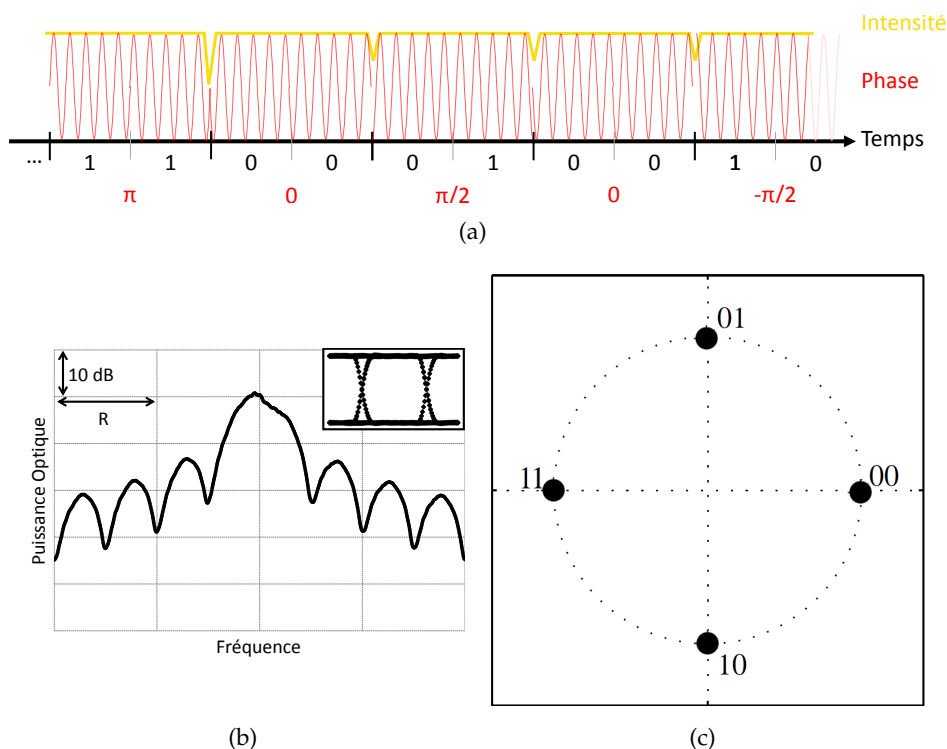 Intensité
Phase
Temps
... 1 1 0 0 0 1 0 0 1 0
π 0 π/2 0 -π/2
(a)
10 dB
R
Puissance Optique
Fréquence
(b)
01
11
00
10
(c)